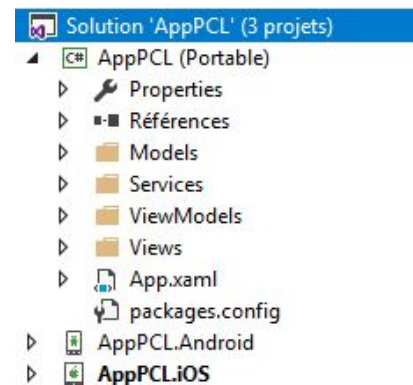 Solution 'AppPCL' (3 projets)
C# AppPCL (Portable)
Properties
Références
Models
Services
ViewModels
Views
App.xaml
packages.config
AppPCL.Android
AppPCL.iOS